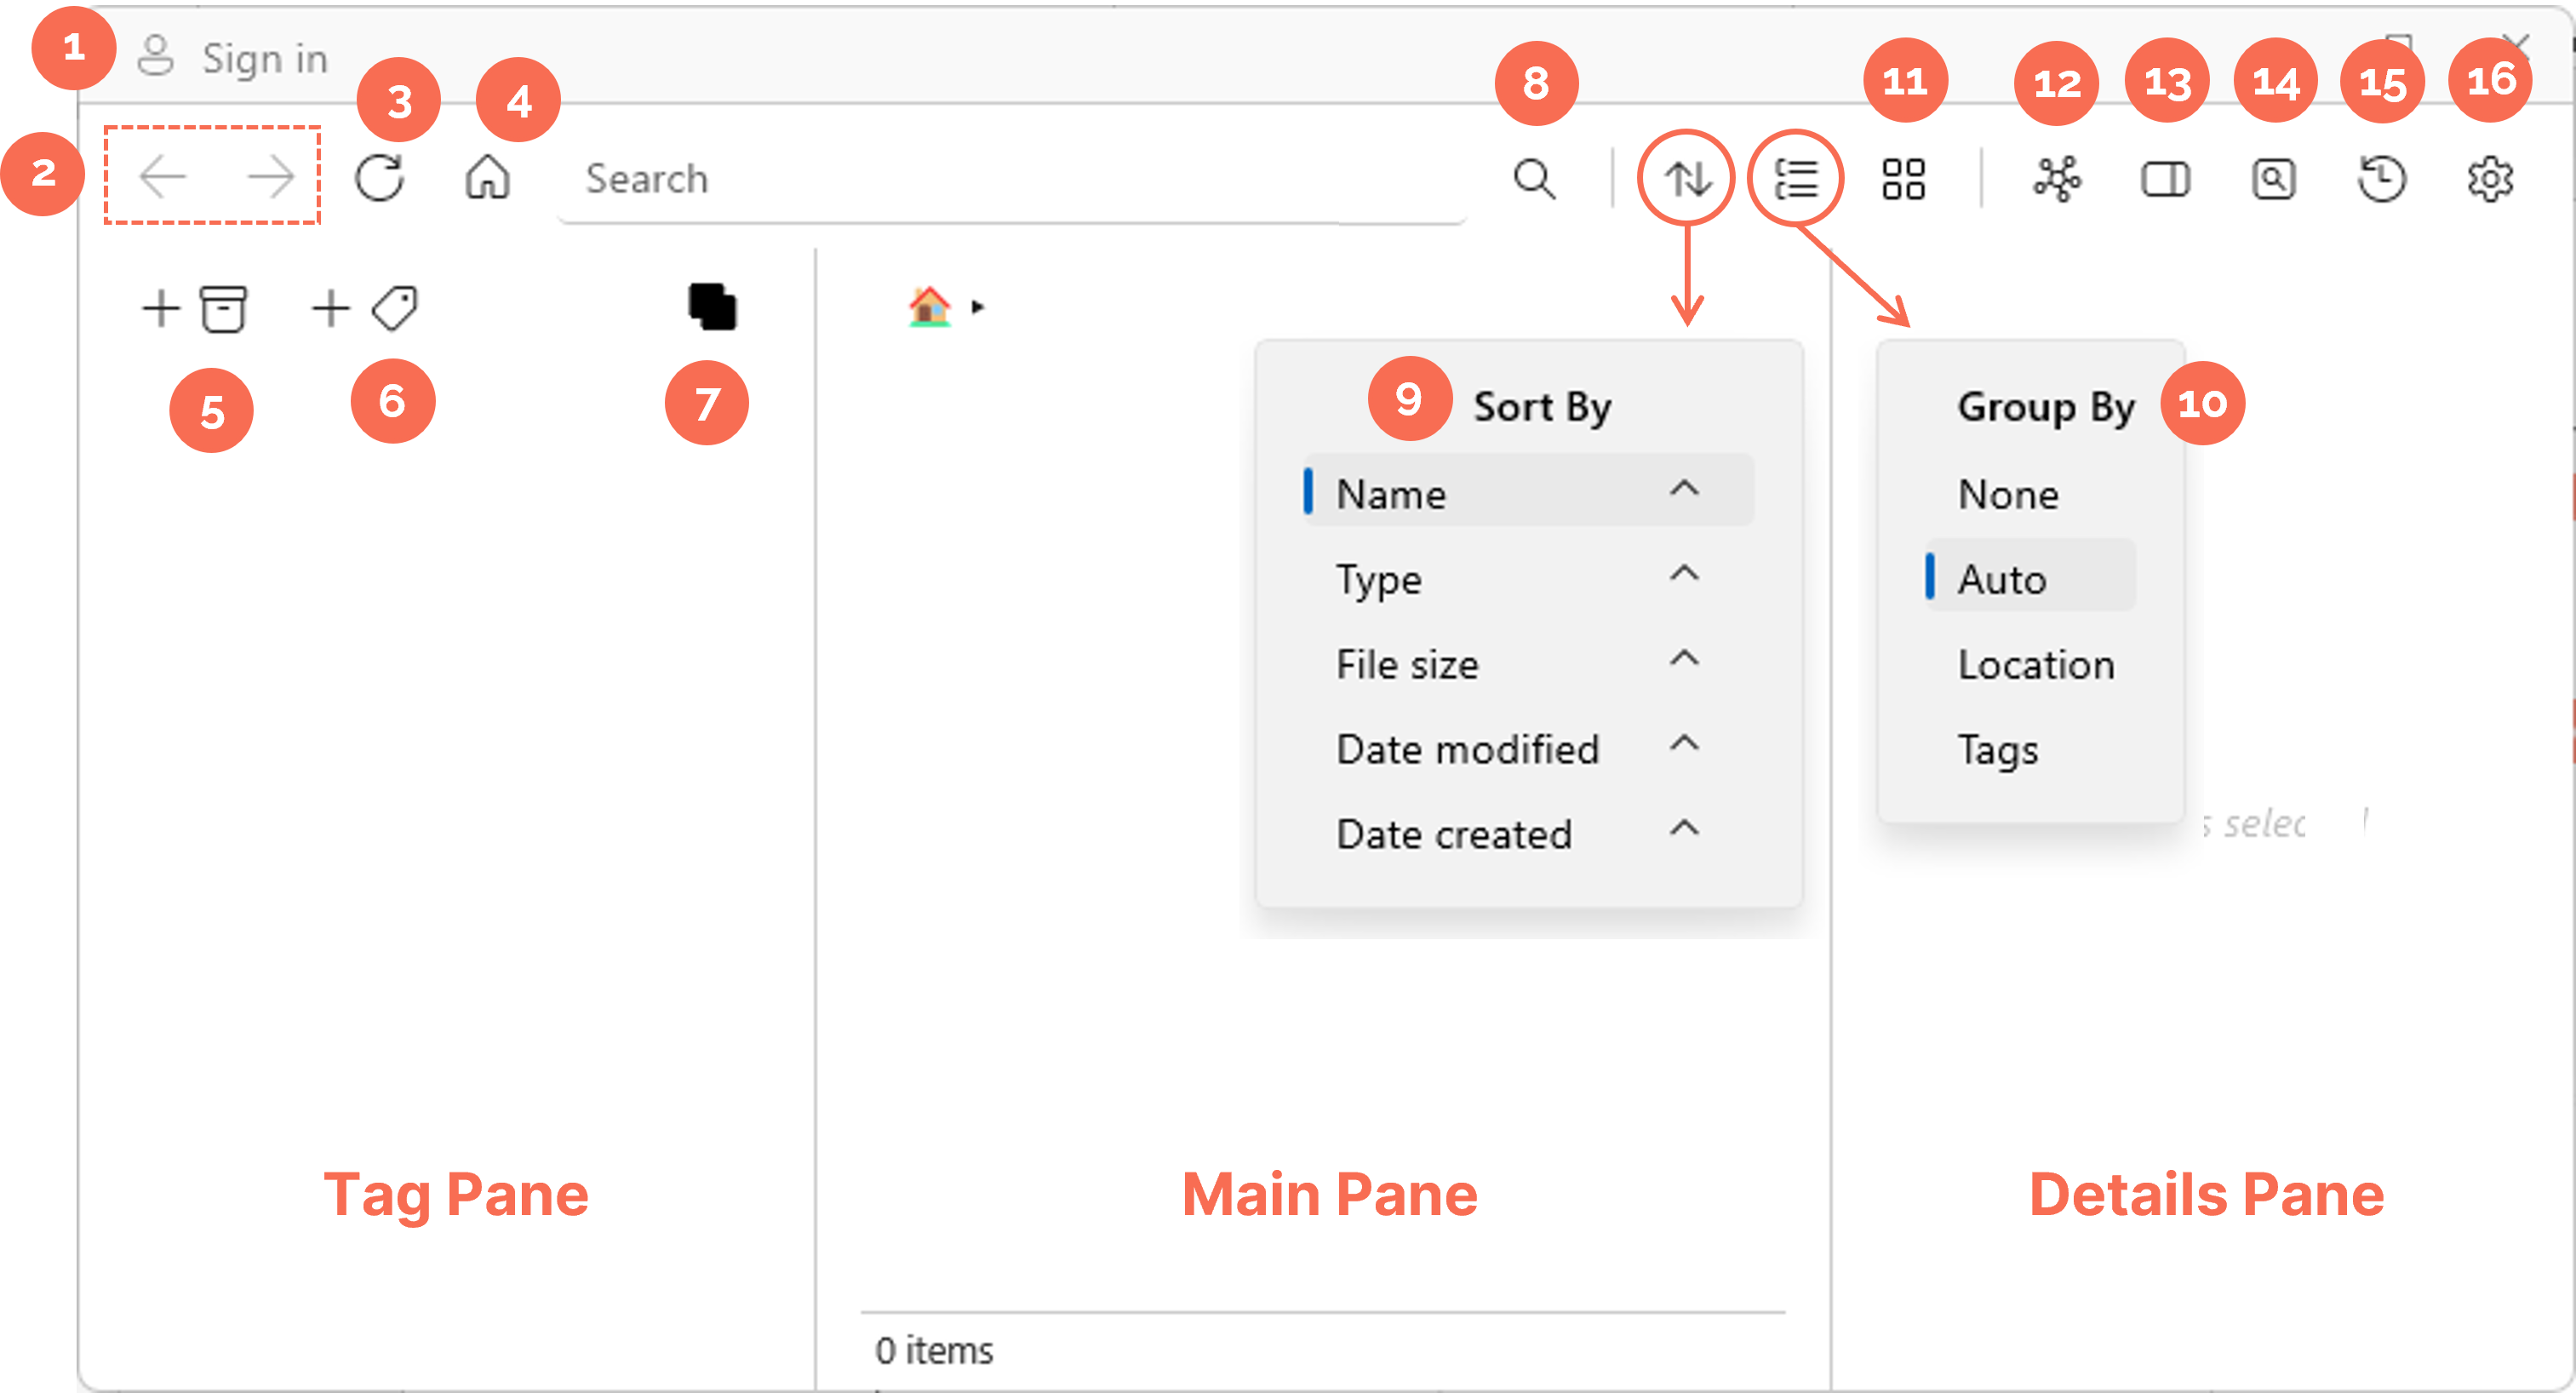 1
Sign in
2
3
4
Search
8
11
12
13
14
15
16
5
6
7
9
Sort By
Name
Type
File size
Date modified
Date created
Group By
10
None
Auto
Location
Tags
selec
Tag Pane
Main Pane
Details Pane
0 items